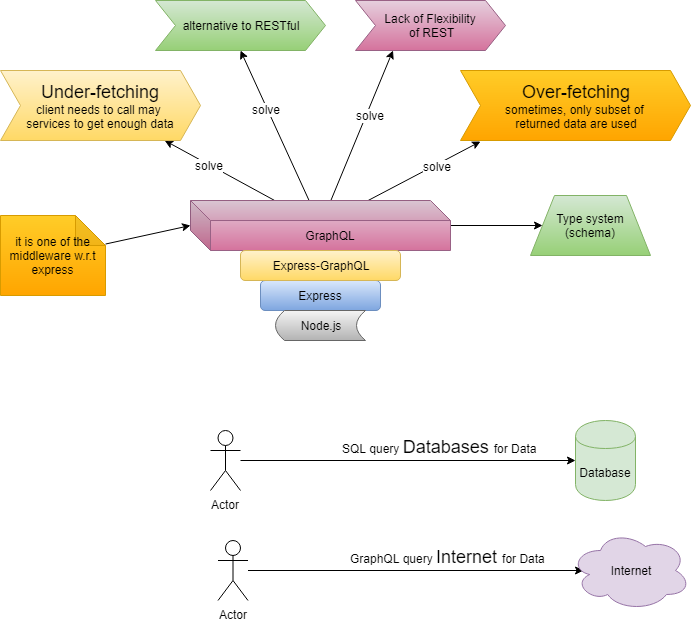 alternative to RESTful
Lack of Flexibility
of REST
Under-fetching
client needs to call may
services to get enough data
Over-fetching
sometimes, only subset of
returned data are used
solve
solve
solve
solve
it is one of the
middleware w.r.t
express
GraphQL
Type system
(schema)
Express-GraphQL
Express
Node.js
SQL query Databases for Data
Database
Actor
GraphQL query Internet for Data
Internet
Actor